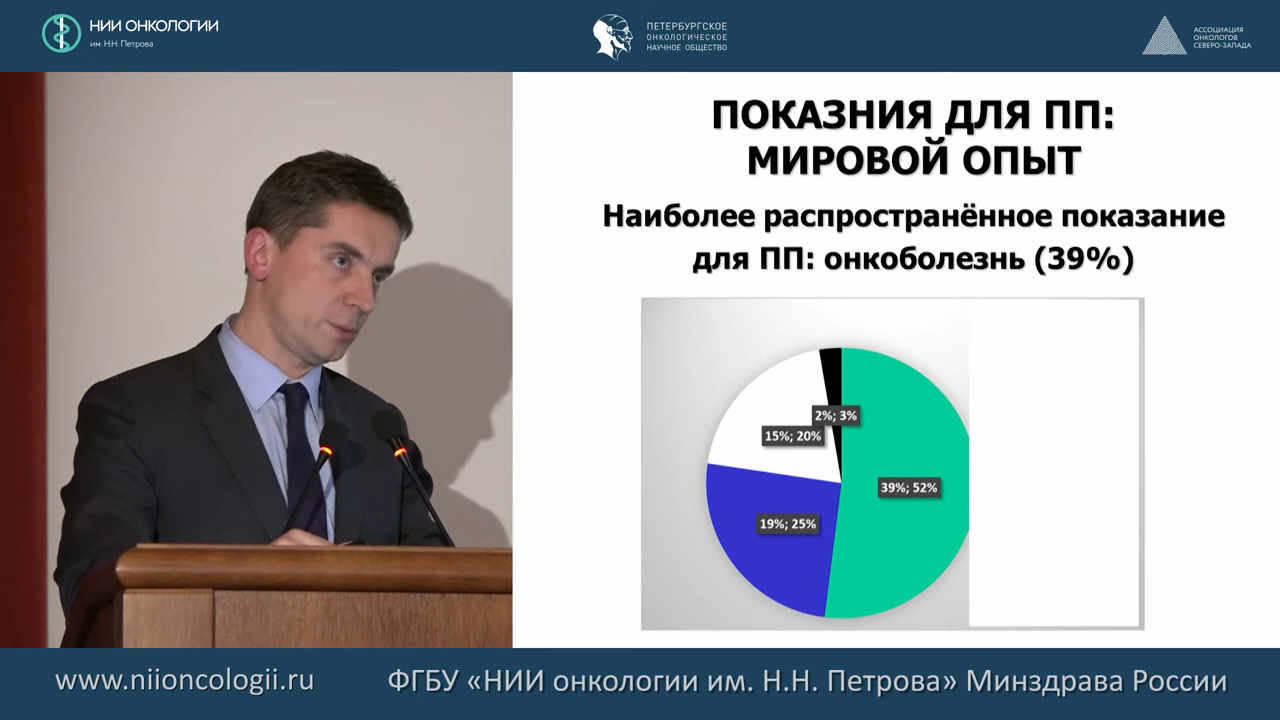 НИИ ОНКОЛОГИИ
им. Н.Н. Петрова
ПЕТЕРБУРГСКОЕ
ОНКОЛОГИЧЕСКОЕ
НАУЧНОЕ ОБЩЕСТВО
АССОЦИАЦИЯ
ОНКОЛОГОВ
СЕВЕРО-ЗАПАДА
ПОКАЗНИЯ ДЛЯ ПП:
МИРОВОЙ ОПЫТ
Наиболее распространённое показание
для ПП: онкоболезнь (39%)
2%; 3%
15%; 20%
39%; 52%
19%; 25%
www.niioncologii.ru
ФГБУ «НИИ онкологии им. Н.Н. Петрова» Минздрава России